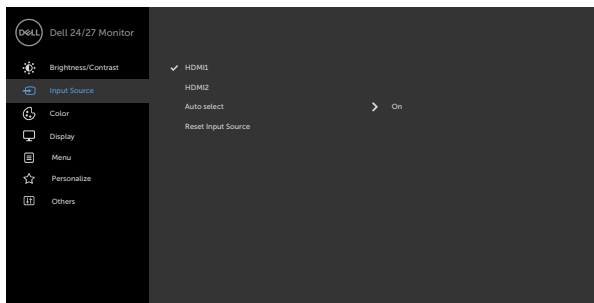 DELL
Dell 24/27 Monitor
Brightness/Contrast
Input Source
Color
Display
Menu
Personalize
Others
HDMI1
HDMI2
Auto select
On
Reset Input Source